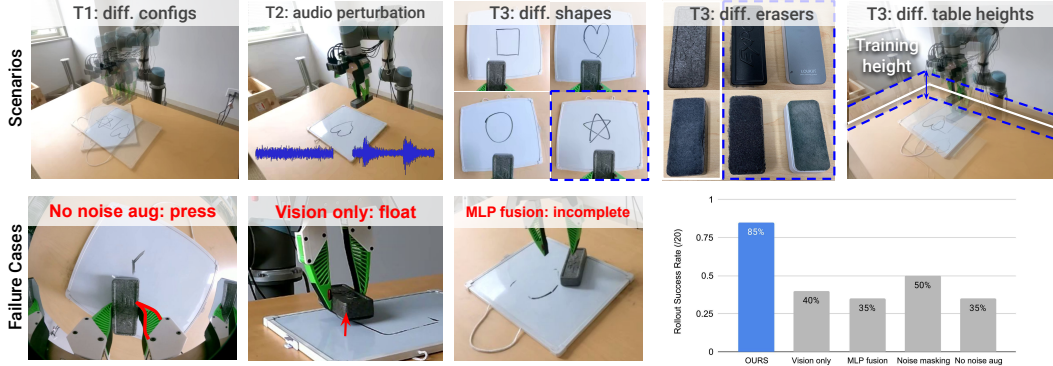 Scenarios
T1: diff. configs
T2: audio perturbation
T3: diff. shapes
T3: diff. erasers
T3: diff. table heights
Training
height
Failure Cases
No noise aug: press
Vision only: float
MLP fusion: incomplete
Rollout Success Rate (/20)
1
0.75
0.5
0.25
0
85%
40%
35%
50%
35%
OURS
Vision only
MLP fusion
Noise masking
No noise aug